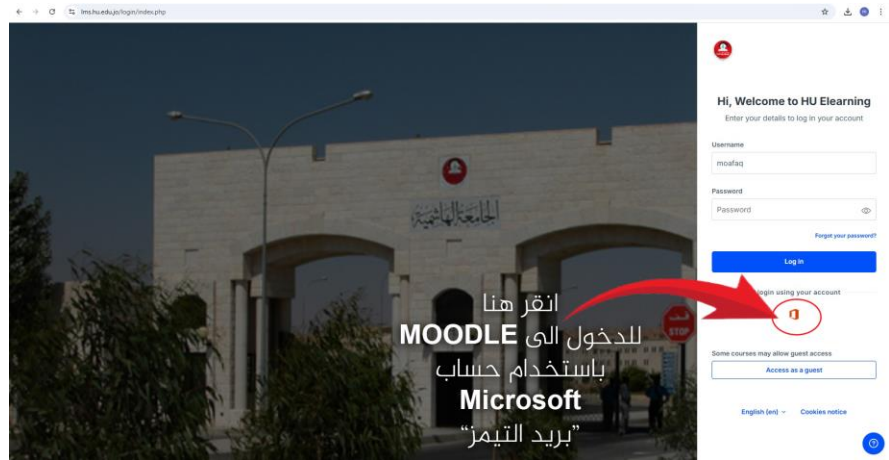 lms.hu.edu.jo/login/index.php
Hi, Welcome to HU Elearning
Enter your details to log in your account
Username
moafaq
Password
Password
Forget your password?
Log in
login using your account
Some courses may allow guest access
Access as a guest
English (en)
Cookies notice
الجامعة الهاشمية
قف
STOP
انقر هنا
للدخول الى MOODLE
باستخدام حساب
Microsoft
"بريد التيمز"